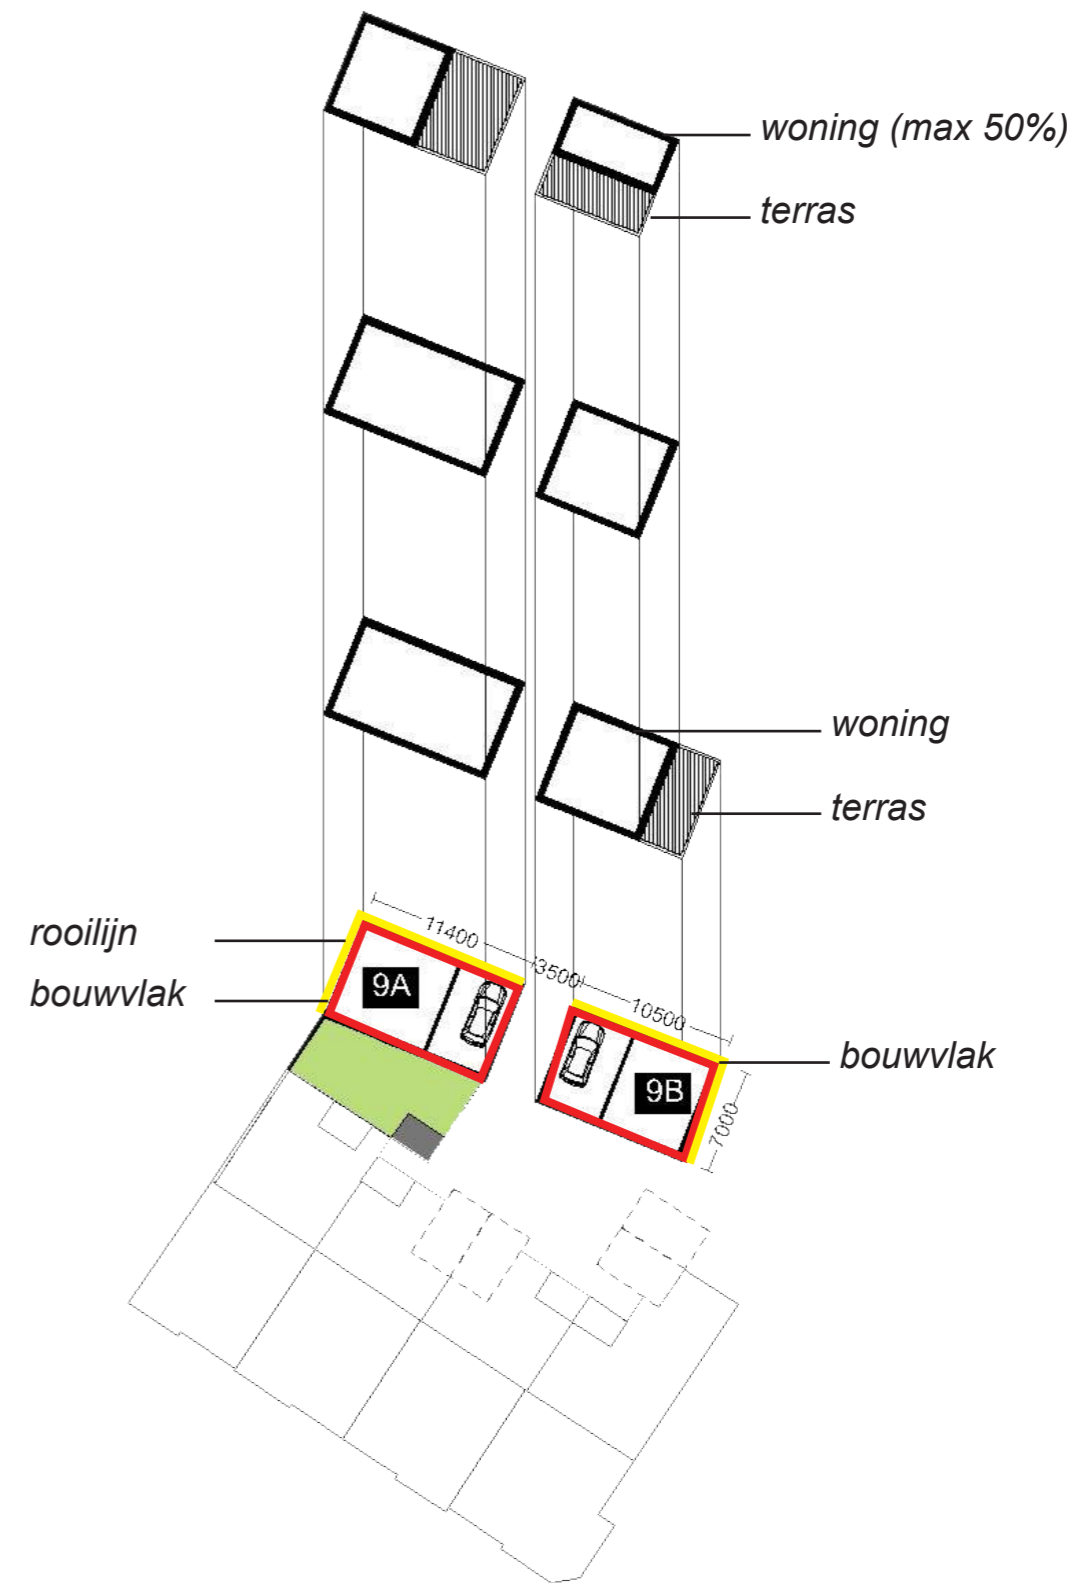 woning (max 50%)
terras
woning
terras
rooilijn
11400
3500
bouwvlak
9A
10500
bouwvlak
9B
7000